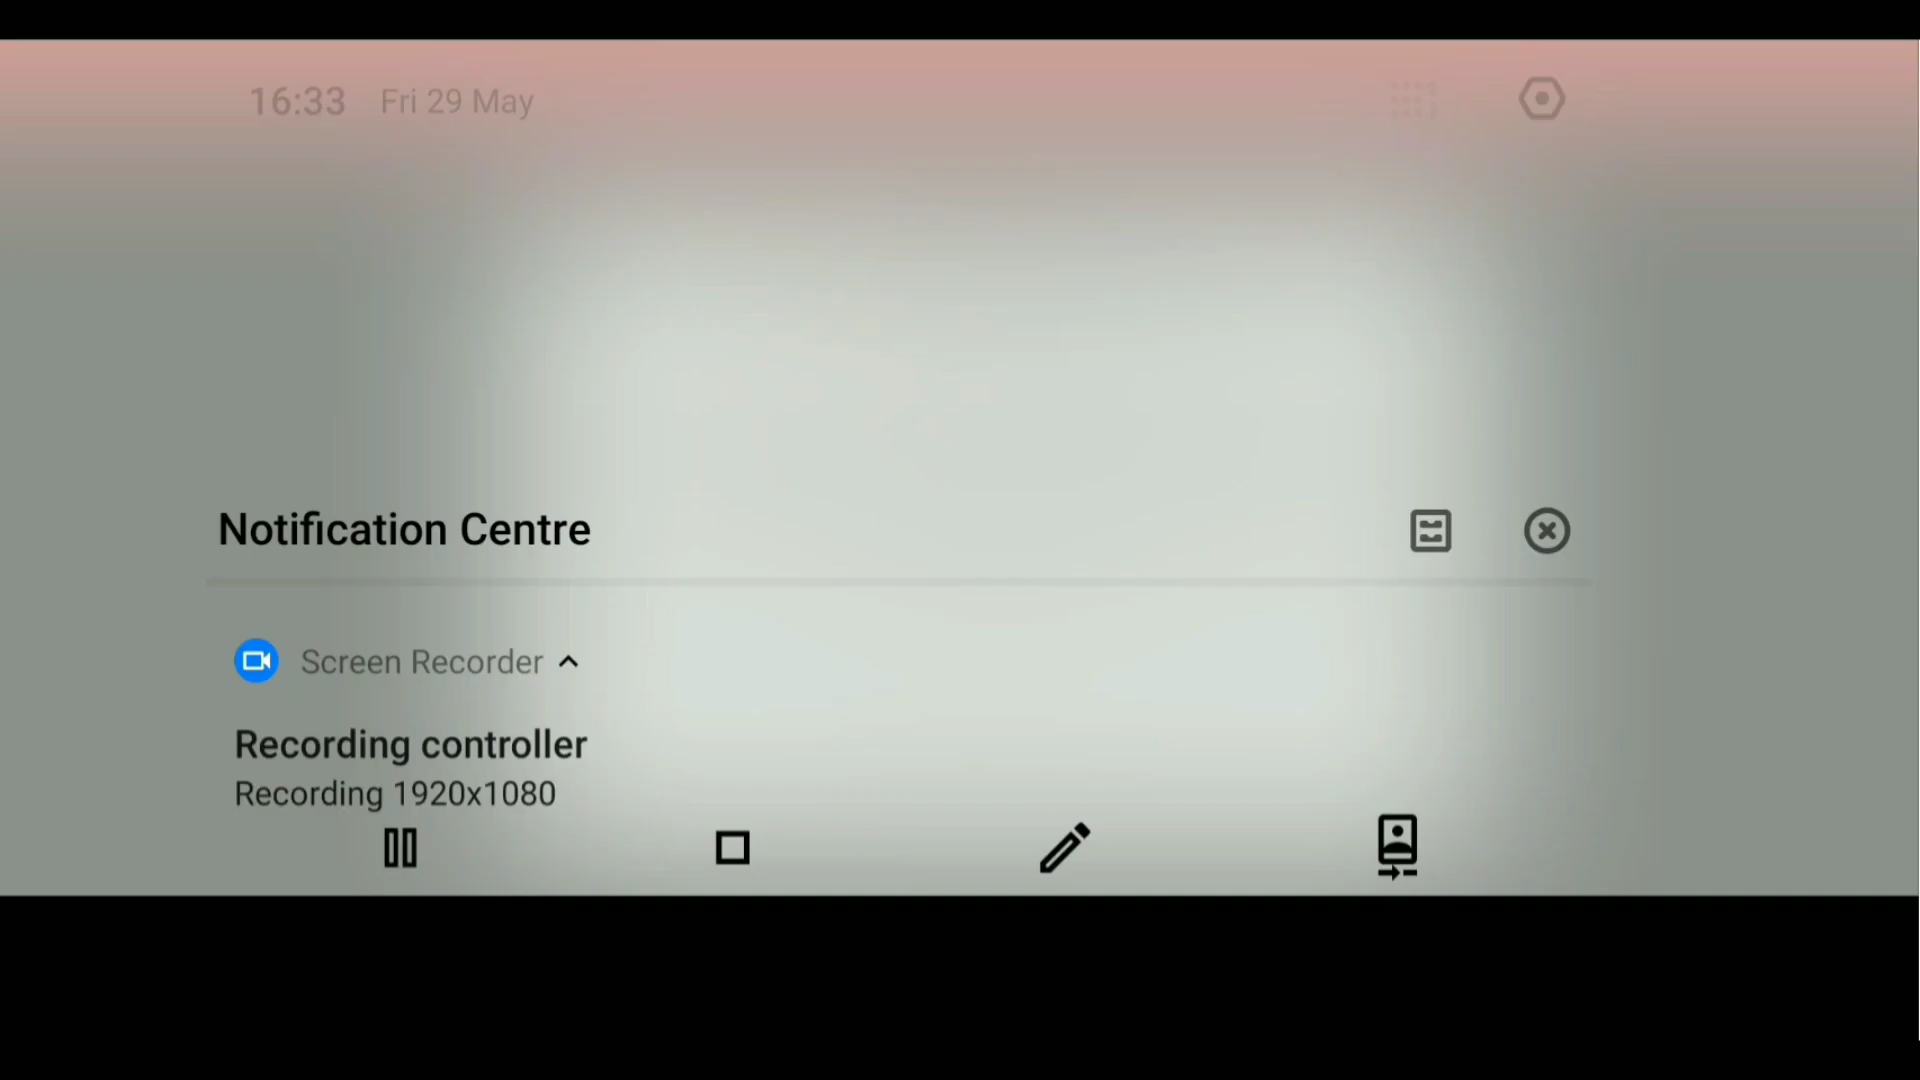 16:33 Fri 29 May
Notification Centre
Screen Recorder
Recording controller
Recording 1920x1080